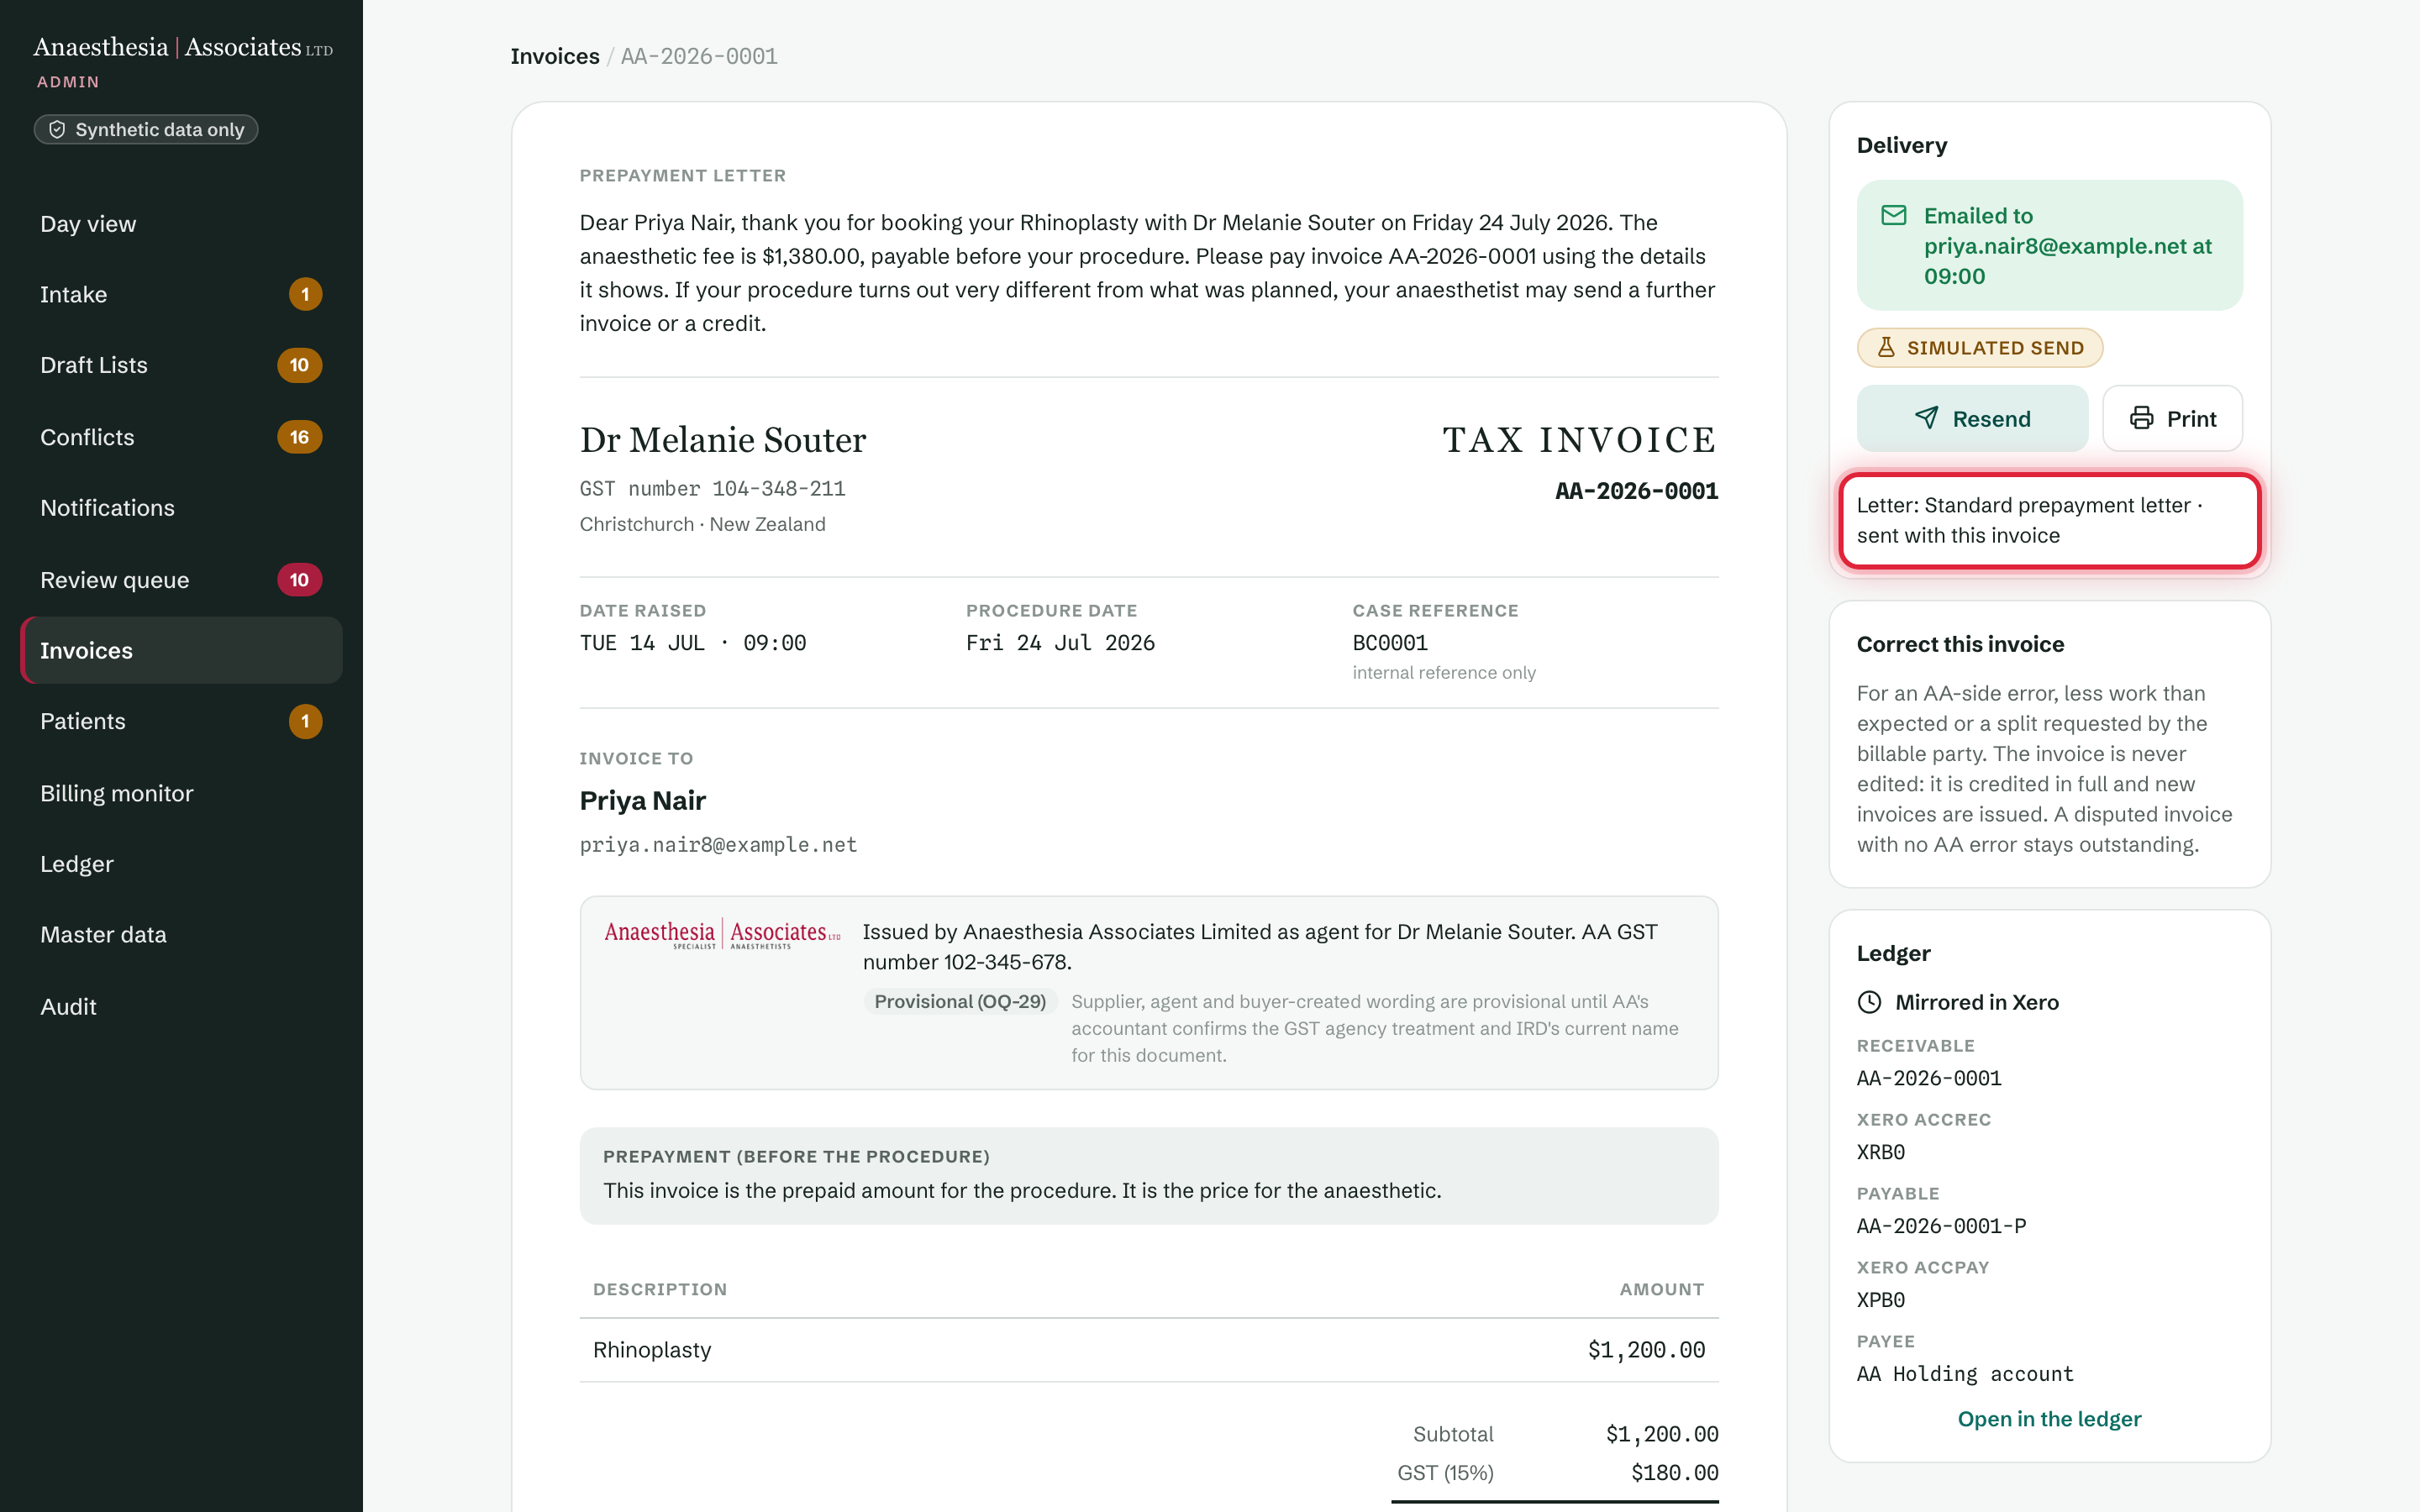 Anaesthesia | Associates LTD
ADMIN
Synthetic data only
Day view
Intake 1
Draft Lists 10
Conflicts 16
Notifications
Review queue 10
Invoices
Patients 1
Billing monitor
Ledger
Master data
Audit
Invoices / AA-2026-0001
PREPAYMENT LETTER
Dear Priya Nair, thank you for booking your Rhinoplasty with Dr Melanie Souter on Friday 24 July 2026. The
anaesthetic fee is $1,380.00, payable before your procedure. Please pay invoice AA-2026-0001 using the details
it shows. If your procedure turns out very different from what was planned, your anaesthetist may send a further
invoice or a credit.
Dr Melanie Souter
GST number 104-348-211
Christchurch · New Zealand
TAX INVOICE
AA-2026-0001
DATE RAISED
TUE 14 JUL · 09:00
PROCEDURE DATE
Fri 24 Jul 2026
CASE REFERENCE
BC0001
internal reference only
INVOICE TO
Priya Nair
priya.nair8@example.net
Anaesthesia | Associates LTD
SPECIALIST ANAESTHETISTS
Issued by Anaesthesia Associates Limited as agent for Dr Melanie Souter. AA GST
number 102-345-678.
Provisional (OQ-29)
Supplier, agent and buyer-created wording are provisional until AA's
accountant confirms the GST agency treatment and IRD's current name
for this document.
PREPAYMENT (BEFORE THE PROCEDURE)
This invoice is the prepaid amount for the procedure. It is the price for the anaesthetic.
DESCRIPTION AMOUNT
Rhinoplasty $1,200.00
Subtotal $1,200.00
GST (15%) $180.00
Delivery
Emailed to
priya.nair8@example.net at
09:00
SIMULATED SEND
Resend
Print
Letter: Standard prepayment letter ·
sent with this invoice
Correct this invoice
For an AA-side error, less work than
expected or a split requested by the
billable party. The invoice is never
edited: it is credited in full and new
invoices are issued. A disputed invoice
with no AA error stays outstanding.
Ledger
Mirrored in Xero
RECEIVABLE
AA-2026-0001
XERO ACCREC
XRB0
PAYABLE
AA-2026-0001-P
XERO ACCPAY
XPB0
PAYEE
AA Holding account
Open in the ledger